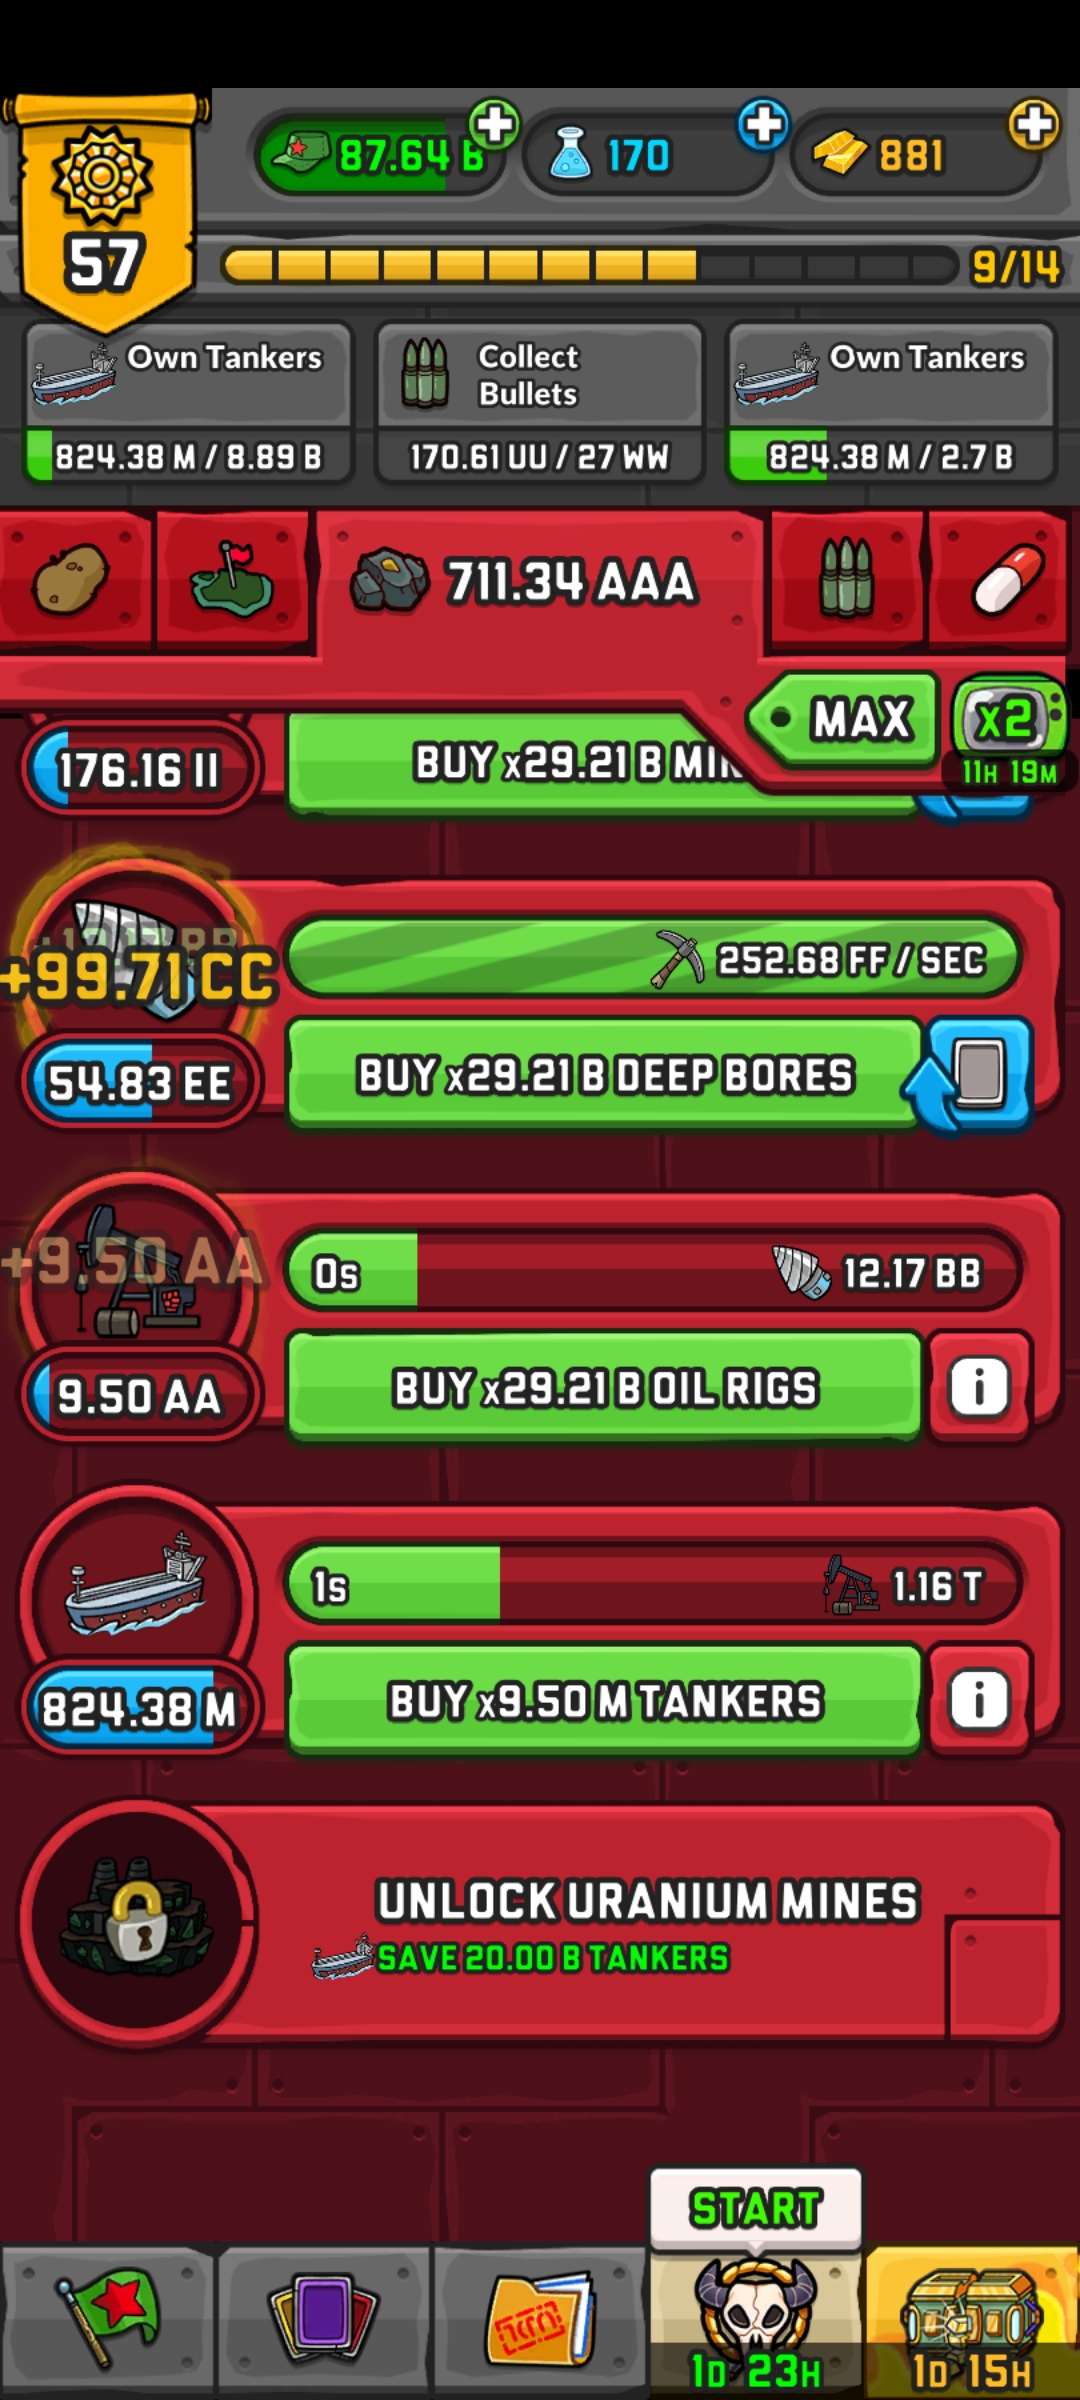 87.64 B
170
881
57
9/14
Own Tankers
824.38 M / 8.89 B
Collect
Bullets
170.61 UU / 27 WW
Own Tankers
824.38 M / 2.7 B
711.34 AAA
MAX
x2
11H 19M
176.16 II
BUY x29.21 B
+99.71 CC
252.68 FF / SEC
54.83 EE
BUY x29.21 B DEEP BORES
+9.50 AA
0s
12.17 BB
9.50 AA
BUY x29.21 B OIL RIGS
1s
1.16 T
824.38 M
BUY x9.50 M TANKERS
UNLOCK URANIUM MINES
SAVE 20.00 B TANKERS
START
1D 23H
1D 15H